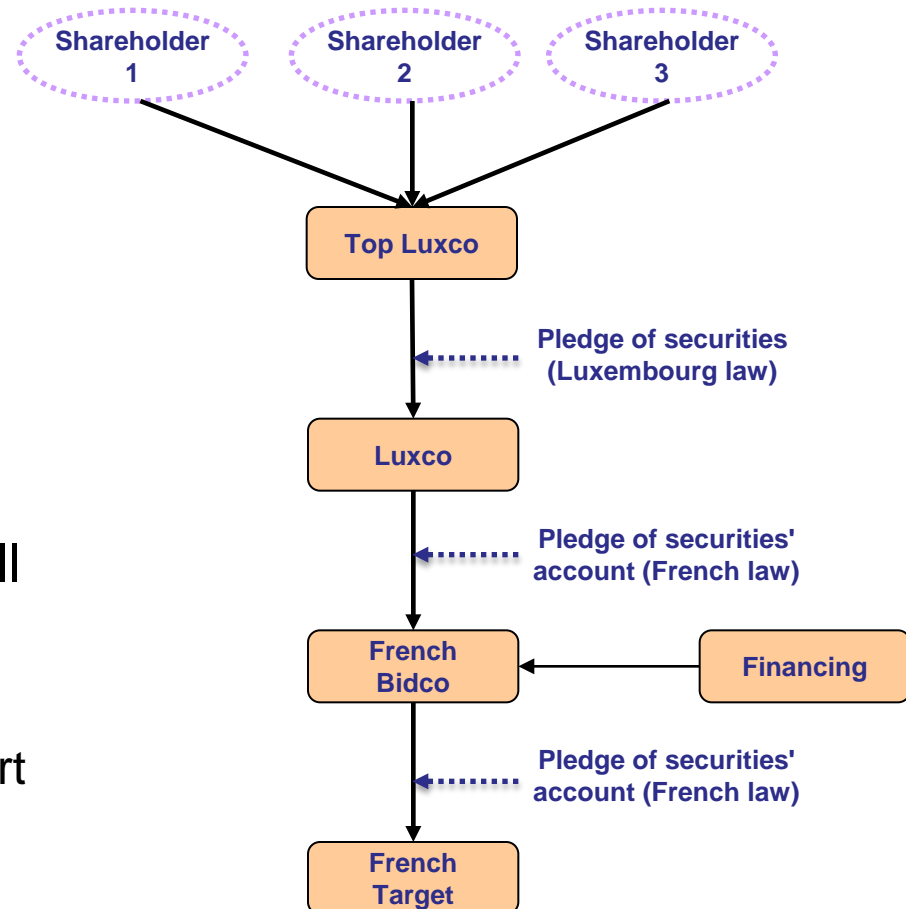 Shareholder
1
Shareholder
2
Shareholder
3
Top Luxco
Pledge of securities
(Luxembourg law)
Luxco
Pledge of securities'
account (French law)
French
Bidco
Financing
Pledge of securities'
account (French law)
French
Target